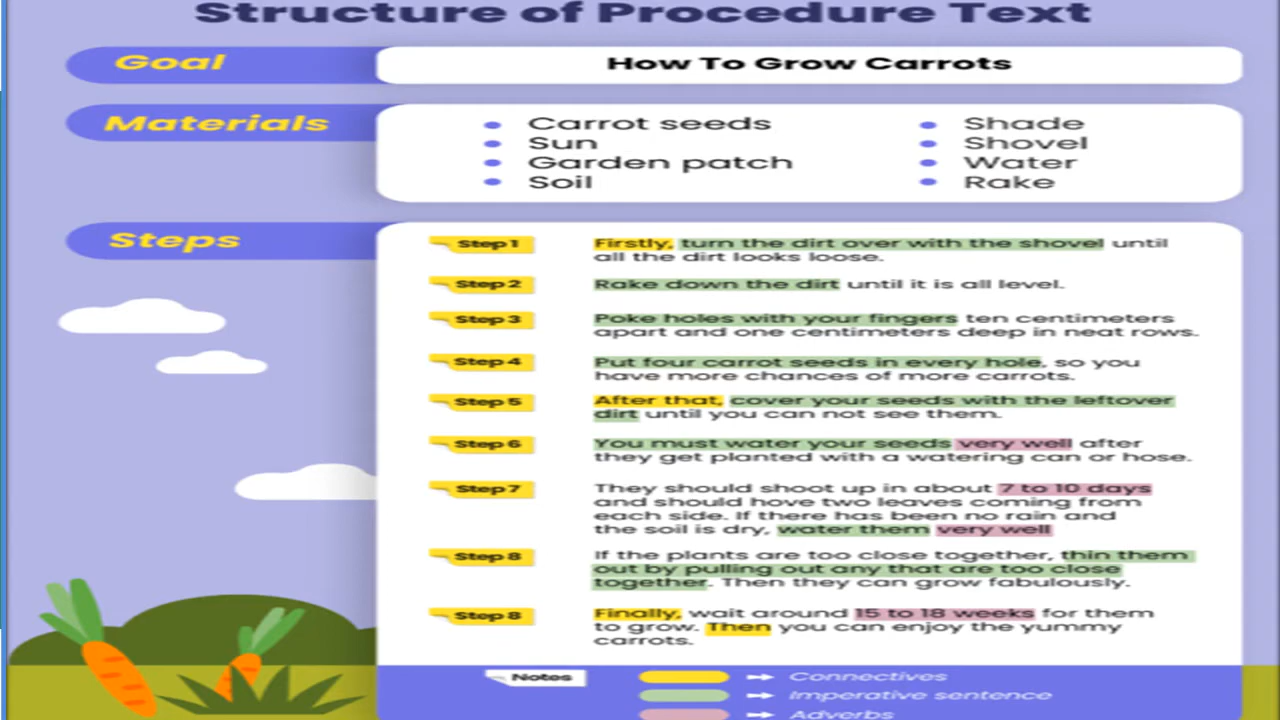 Structure of Procedure Text
Goal
How To Grow Carrots
Materials
Carrot seeds
Sun
Garden patch
Soil
Shade
Shovel
Water
Rake
Steps
Step 1
Firstly, turn the dirt over with the shovel until
all the dirt looks loose.
Step 2
Rake down the dirt until it is all level.
Step 3
Poke holes with your fingers ten centimeters
apart and one centimeters deep in neat rows.
Step 4
Put four carrot seeds in every hole, so you
have more chances of more carrots.
Step 5
After that, cover your seeds with the leftover
dirt until you can not see them.
Step 6
You must water your seeds very well after
they get planted with a watering can or hose.
Step 7
They should shoot up in about 7 to 10 days
and should hove two leaves coming from
each side. If there has been no rain and
the soil is dry, water them very well
Step 8
If the plants are too close together, thin them
out by pulling out any that are too close
together. Then they can grow fabulously.
Step 8
Finally, wait around 15 to 18 weeks for them
to grow. Then you can enjoy the yummy
carrots.
Notes
Connectives
Imperative sentence
Adverbs